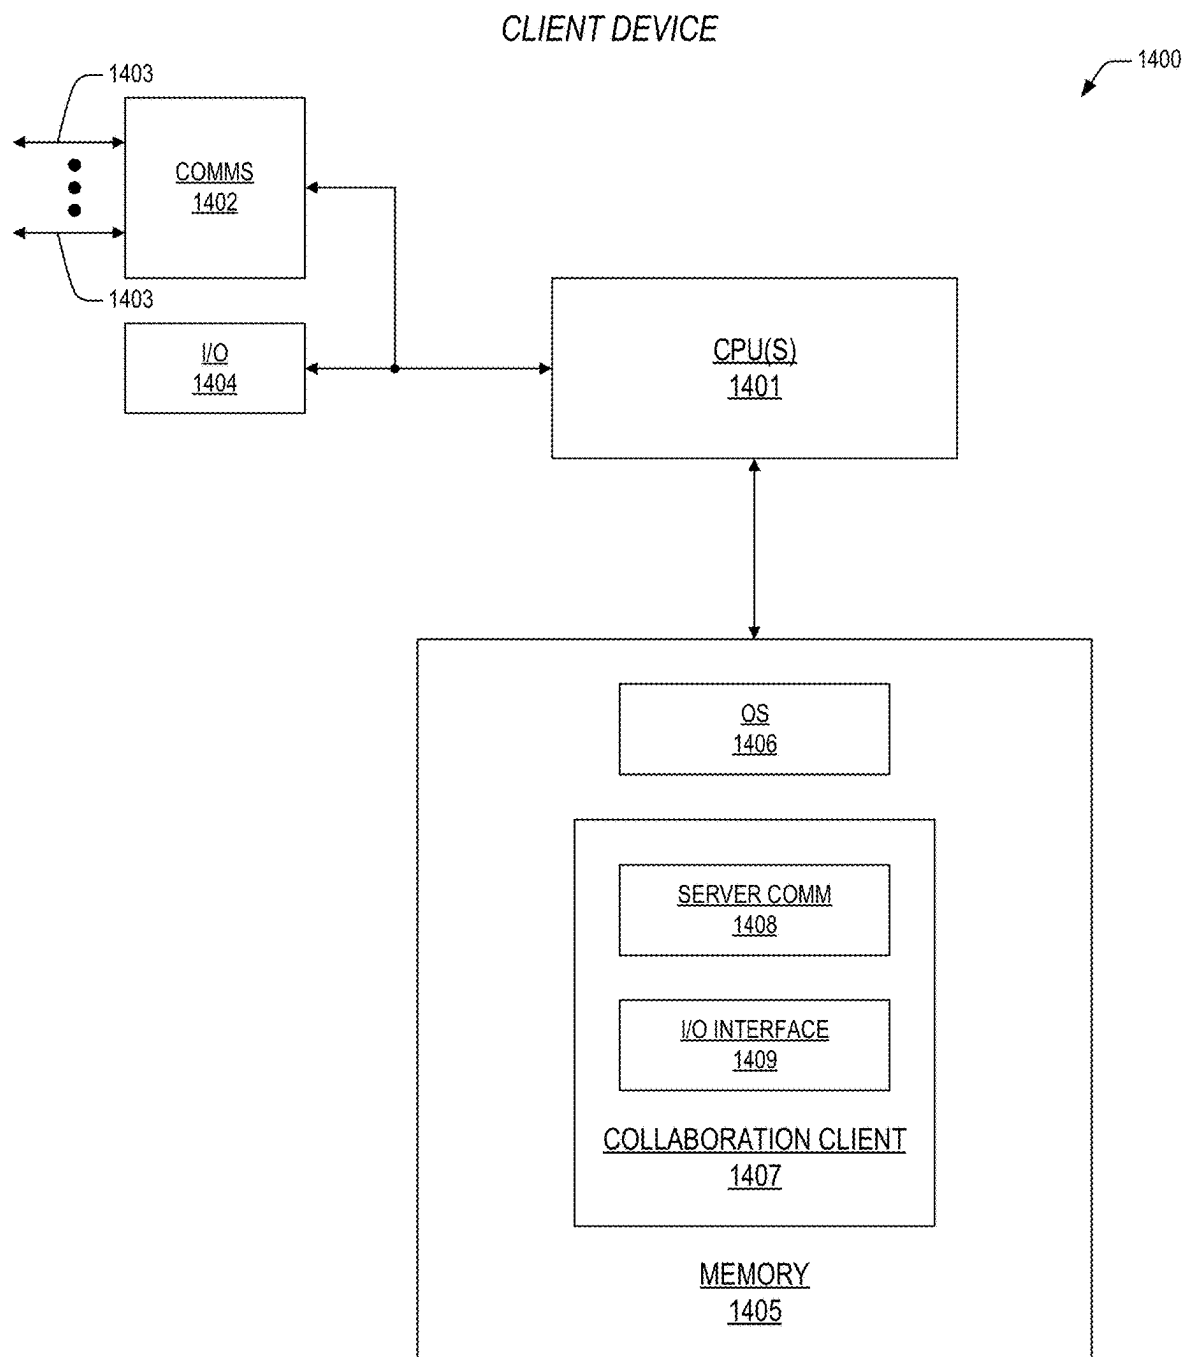 CLIENT DEVICE
1400
1403
COMMS
1402
1403
I/O
1404
CPU(S)
1401
OS
1406
SERVER COMM
1408
I/O INTERFACE
1409
COLLABORATION CLIENT
1407
MEMORY
1405